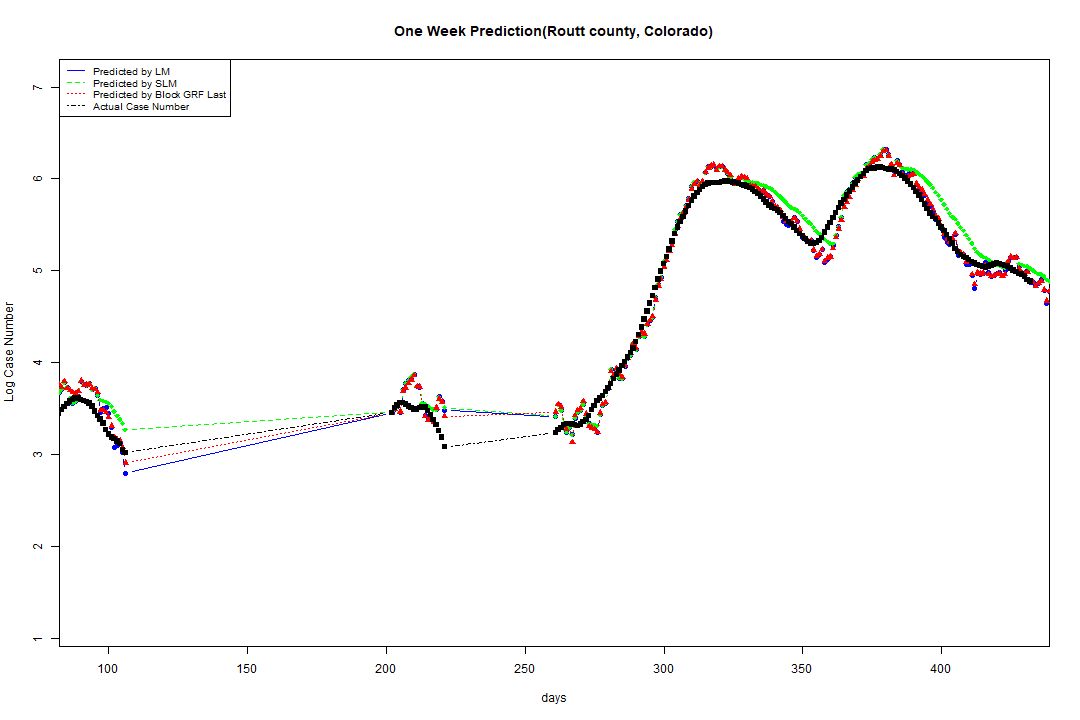 One Week Prediction(Routt county, Colorado)
Predicted by LM
Predicted by SLM
Predicted by Block GRF Last
Actual Case Number
7
6
5
4
3
2
1
Log Case Number
100 150 200 250 300 350 400
days